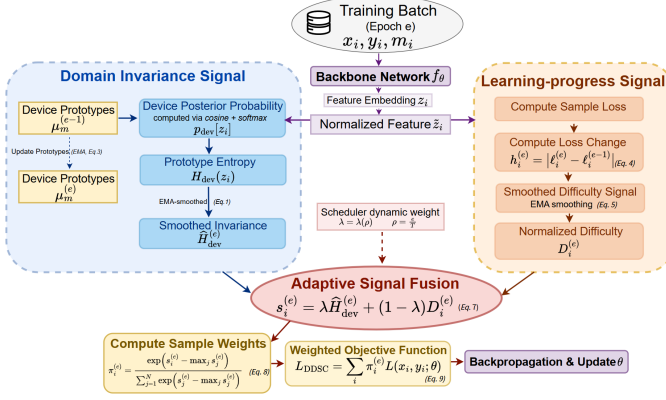 Training Batch
(Epoch e)
x_i, y_i, m_i
Backbone Network f_θ
Feature Embedding z_i
Normalized Feature z̃_i
Domain Invariance Signal
Device Prototypes
μ_m^{(e−1)}
Update Prototypes (EMA, Eq.3)
Device Prototypes
μ_m^{(e)}
Device Posterior Probability
computed via cosine + softmax
p_dev[z_i]
Prototype Entropy
H_dev(z_i)
EMA-smoothed (Eq.1)
Smoothed Invariance
Ĥ_dev^{(e)}
Learning-progress Signal
Compute Sample Loss
Compute Loss Change
h_i^{(e)} = |ℓ_i^{(e)} − ℓ_i^{(e−1)}| (Eq. 4)
Smoothed Difficulty Signal
EMA smoothing (Eq. 5)
Normalized Difficulty
D_i^{(e)}
Scheduler dynamic weight
λ = λ(ρ) ρ = e/T
Adaptive Signal Fusion
s_i^{(e)} = λĤ_dev^{(e)} + (1 − λ)D_i^{(e)} (Eq. 7)
Compute Sample Weights
π_i^{(e)} = exp(s_i^{(e)} − max_j s_j^{(e)}) / ∑_{j=1}^{N} exp(s_j^{(e)} − max_j s_j^{(e)}) (Eq. 8)
Weighted Objective Function
L_DDSC = ∑_i π_i^{(e)} L(x_i, y_i; θ)
(Eq. 9)
Backpropagation & Update θ